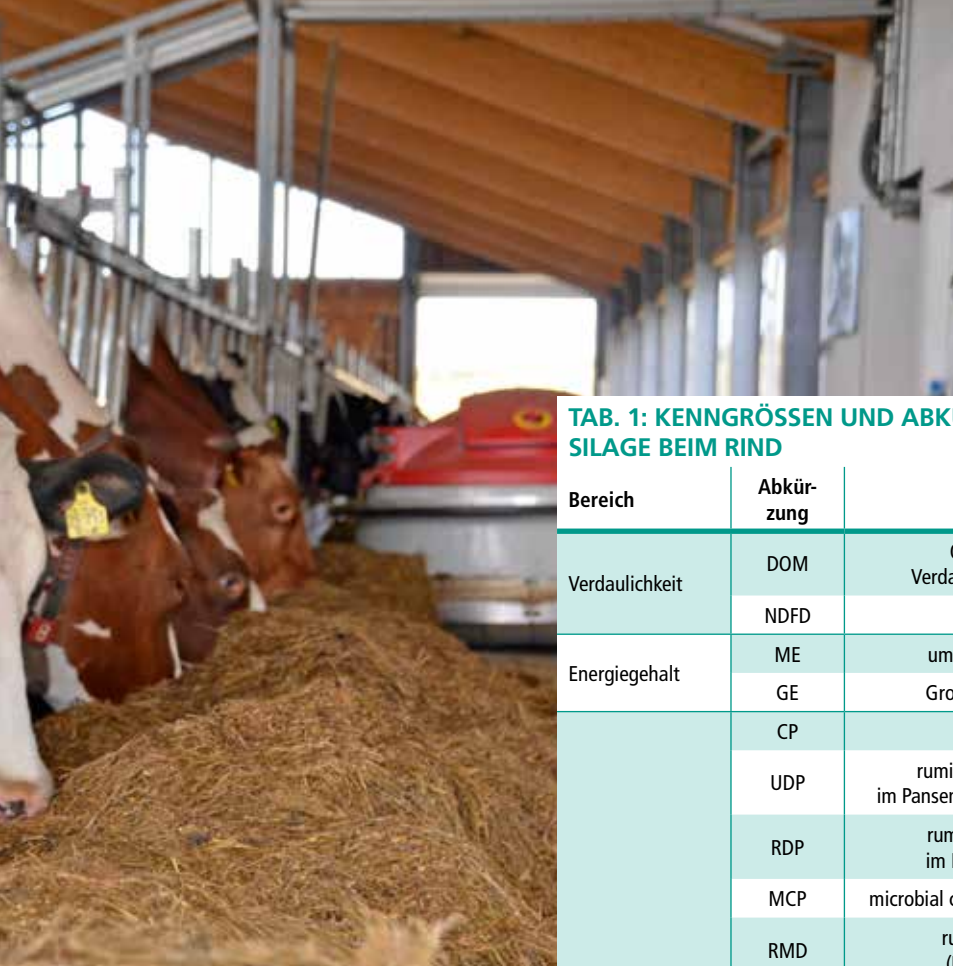 TAB. 1: KENNGRÖSSEN UND ABK
SILAGE BEIM RIND
Bereich
Abkür-
zung
Verdaulichkeit
DOM
Verda
NDFD
Energiegehalt
ME
um
GE
Gro
CP
UDP
rumi
im Panser
RDP
rum
im
MCP
microbial
RMD
ru